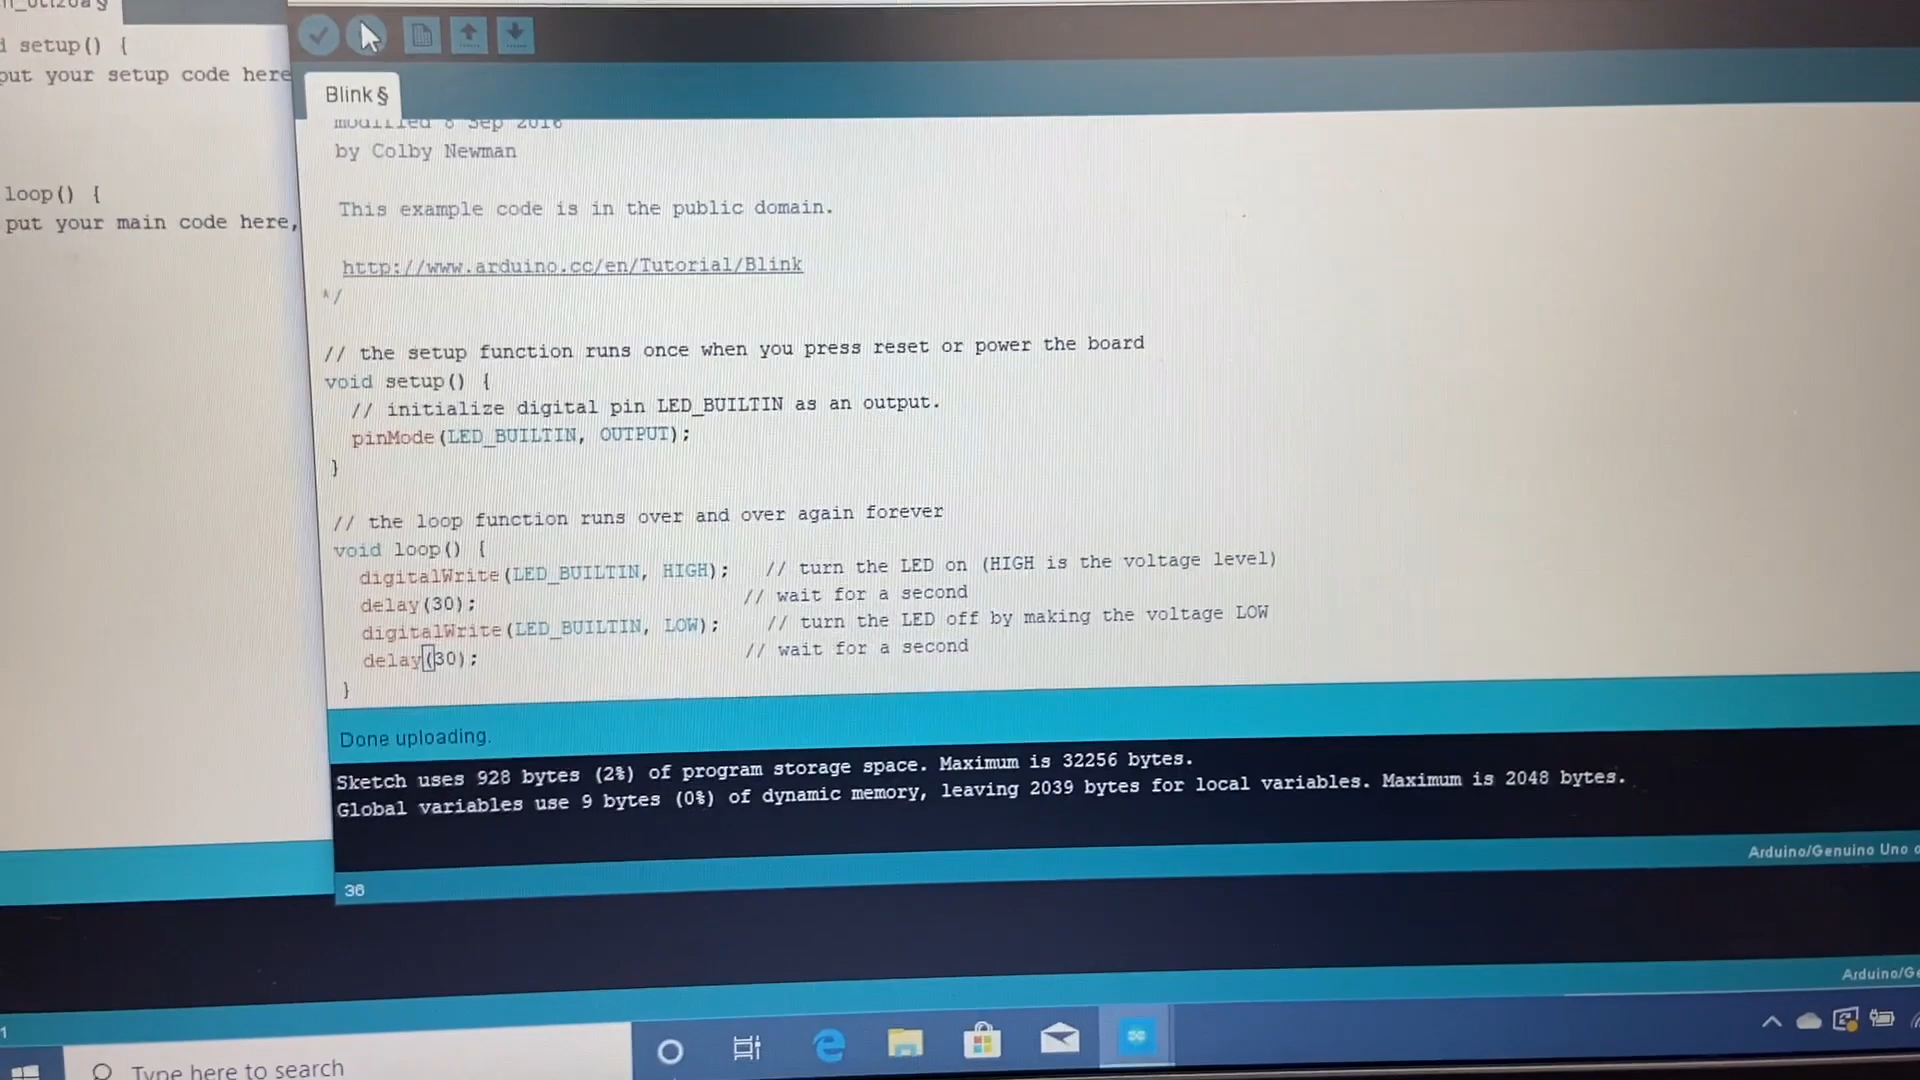 setup() {
put your setup code here
loop() {
put your main code here,
Blink §
modified 8 Sep 2016
by Colby Newman
This example code is in the public domain.
http://www.arduino.cc/en/Tutorial/Blink
*/
// the setup function runs once when you press reset or power the board
void setup() {
// initialize digital pin LED_BUILTIN as an output.
pinMode(LED_BUILTIN, OUTPUT);
}
// the loop function runs over and over again forever
void loop() {
digitalWrite(LED_BUILTIN, HIGH); // turn the LED on (HIGH is the voltage level)
delay(30); // wait for a second
digitalWrite(LED_BUILTIN, LOW); // turn the LED off by making the voltage LOW
delay(30); // wait for a second
}
Done uploading.
Sketch uses 928 bytes (2%) of program storage space. Maximum is 32256 bytes.
Global variables use 9 bytes (0%) of dynamic memory, leaving 2039 bytes for local variables. Maximum is 2048 bytes.
Arduino/Genuino Uno
36
Arduino/Ge
1
Type here to search